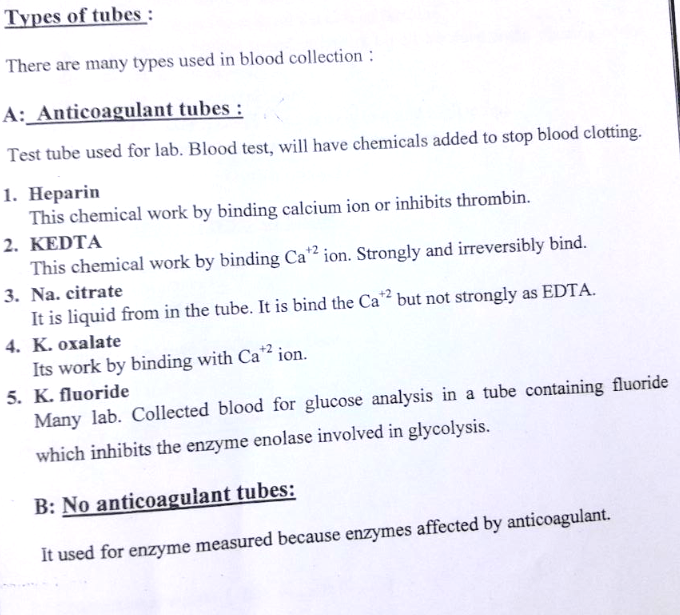 Types of tubes :
There are many types used in blood collection :
A: Anticoagulant tubes :
Test tube used for lab. Blood test, will have chemicals added to stop blood clotting.
1. Heparin
This chemical work by binding calcium ion or inhibits thrombin.
2. KEDTA
This chemical work by binding Ca⁺² ion. Strongly and irreversibly bind.
3. Na. citrate
It is liquid from in the tube. It is bind the Ca⁺² but not strongly as EDTA.
4. K. oxalate
Its work by binding with Ca⁺² ion.
5. K. fluoride
Many lab. Collected blood for glucose analysis in a tube containing fluoride
which inhibits the enzyme enolase involved in glycolysis.
B: No anticoagulant tubes:
It used for enzyme measured because enzymes affected by anticoagulant.